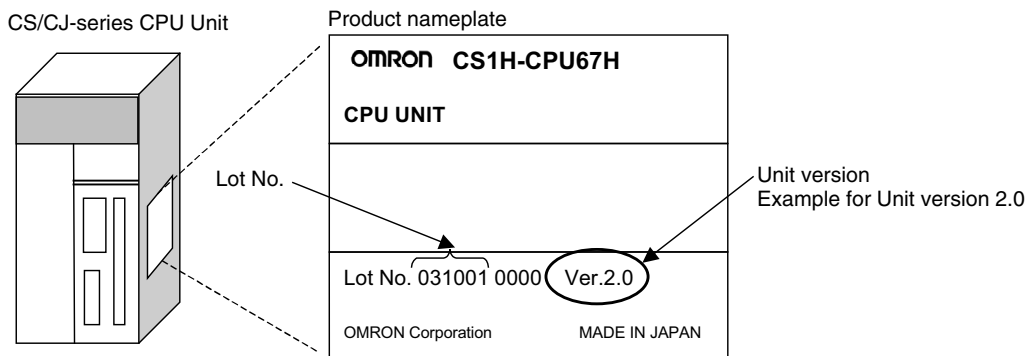 CS/CJ-series CPU Unit
Product nameplate
OMRON CS1H-CPU67H
CPU UNIT
Lot No.
Unit version
Example for Unit version 2.0
Lot No. 031001 0000 Ver.2.0
OMRON Corporation MADE IN JAPAN